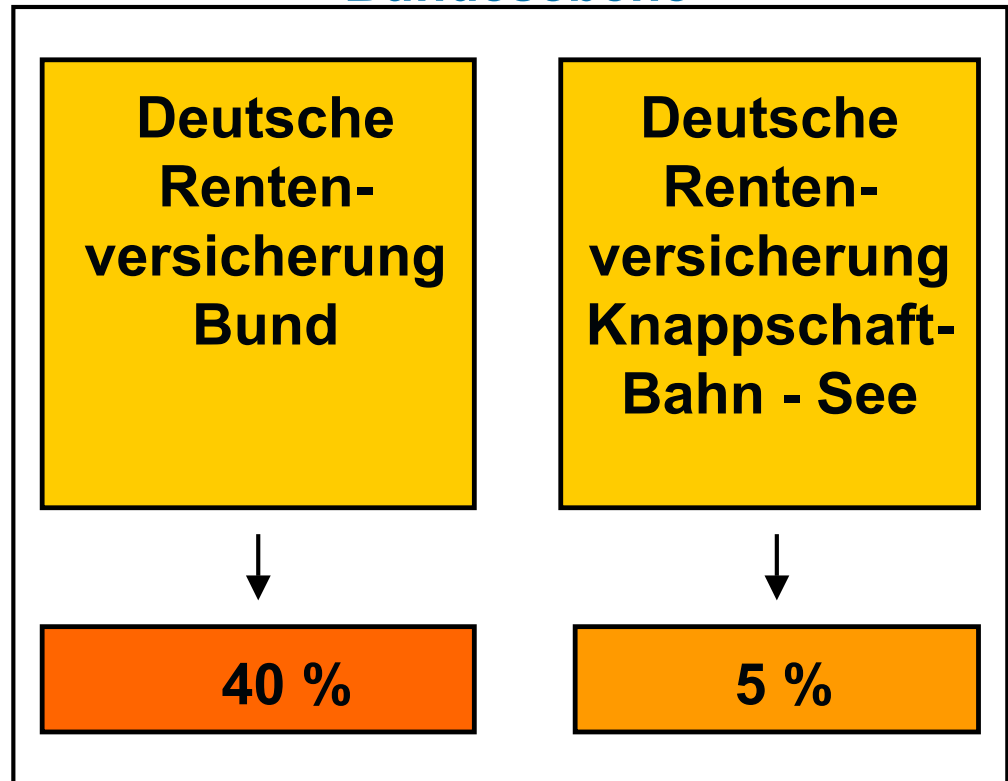 Deutsche
Renten-
versicherung
Bund
Deutsche
Renten-
versicherung
Knappschaft-
Bahn - See
40 %
5 %